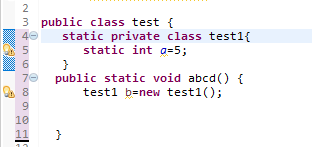 2
3 public class test {
4 static private class test1{
5 static int a=5;
6 }
7 public static void abcd() {
8 test1 b=new test1();
9
10
11 }